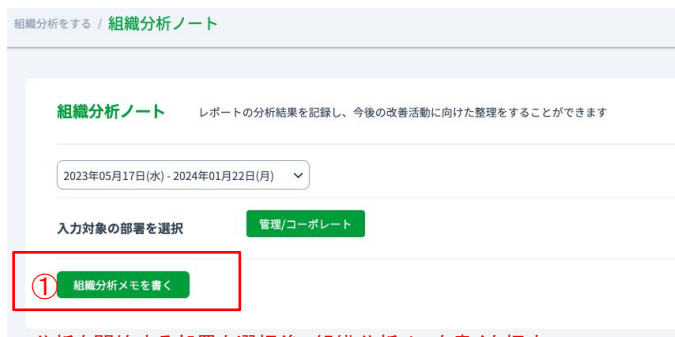 組織分析をする / 組織分析ノート
組織分析ノート レポートの分析結果を記録し、今後の改善活動に向けた整理をすることができます
2023年05月17日(水) - 2024年01月22日(月)
入力対象の部署を選択 管理/コーポレート
① 組織分析メモを書く